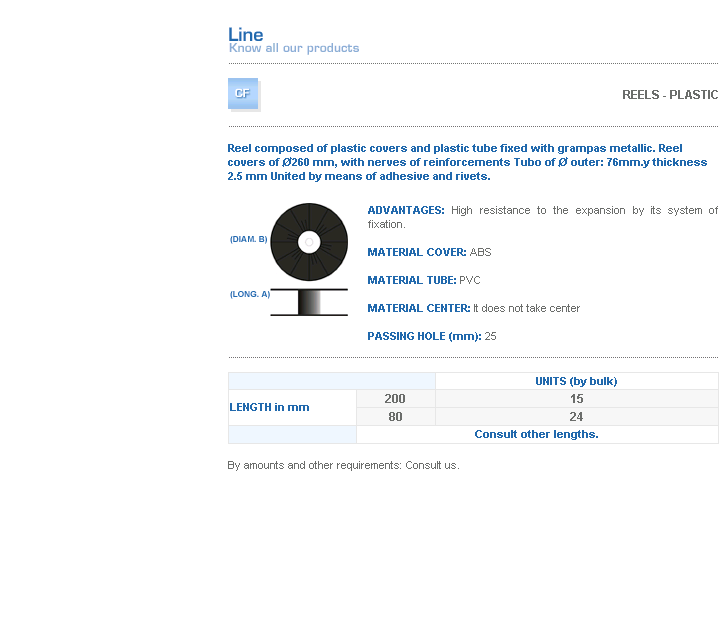 Line
Know all our products
CF
REELS - PLASTIC
Reel composed of plastic covers and plastic tube fixed with grampas metallic. Reel
covers of Ø260 mm, with nerves of reinforcements Tubo of Ø outer: 76mm.y thickness
2.5 mm United by means of adhesive and rivets.
(DIAM. B)
(LONG. A)
ADVANTAGES: High resistance to the expansion by its system of
fixation.
MATERIAL COVER: ABS
MATERIAL TUBE: PVC
MATERIAL CENTER: It does not take center
PASSING HOLE (mm): 25
UNITS (by bulk)
LENGTH in mm
200 15
80 24
Consult other lengths.
By amounts and other requirements: Consult us.